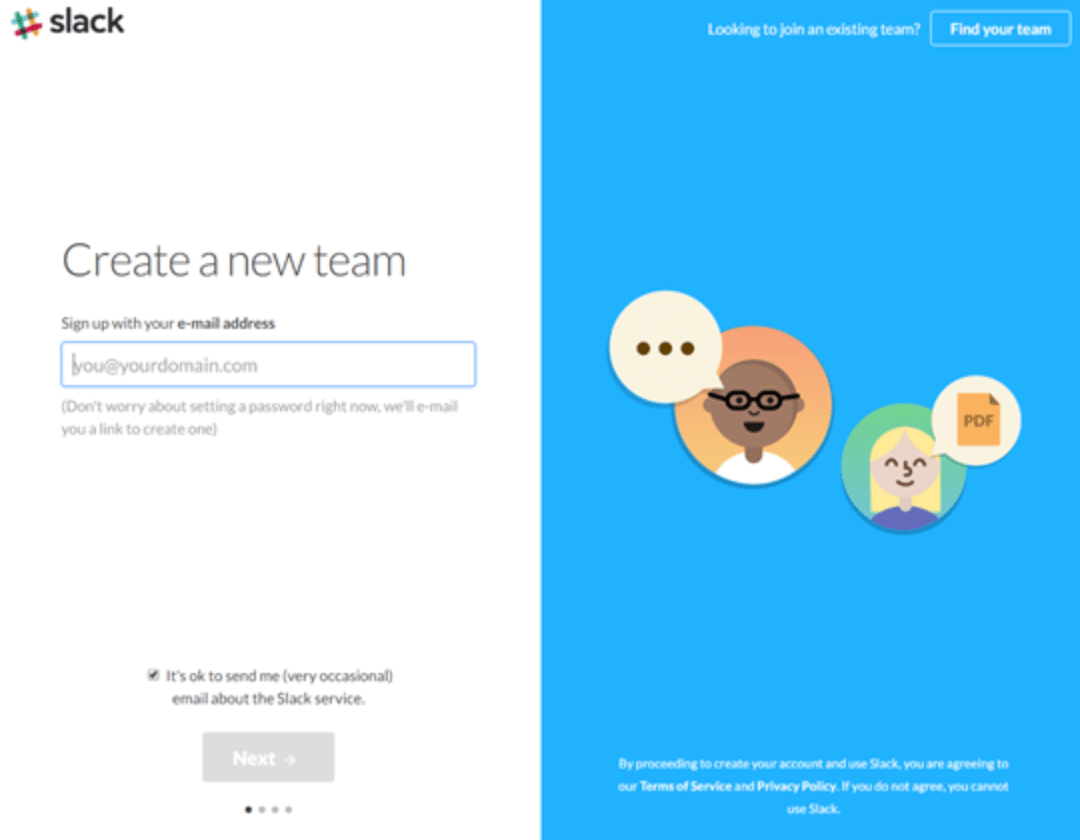 slack
Looking to join an existing team? Find your team
Create a new team
Sign up with your e-mail address
you@yourdomain.com
(Don't worry about setting a password right now, we'll e-mail
you a link to create one)
PDF
It's ok to send me (very occasional)
email about the Slack service.
Next →
By proceeding to create your account and use Slack, you are agreeing to
our Terms of Service and Privacy Policy. If you do not agree, you cannot
use Slack.